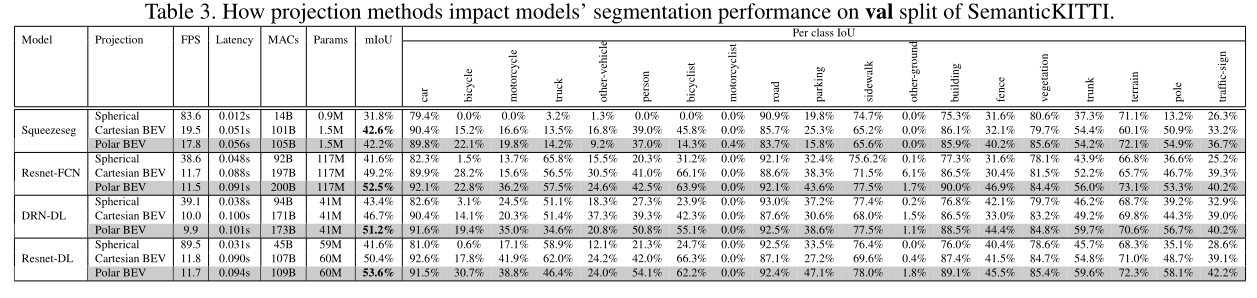 Table 3. How projection methods impact models' segmentation performance on val split of SemanticKITTI.
Model Projection FPS Latency MACs Params mIoU Per class IoU
car bicycle motorcycle truck other-vehicle person bicyclist motorcyclist road parking sidewalk other-ground building fence vegetation trunk terrain pole traffic-sign
Spherical 83.6 0.012s 14B 0.9M 31.8% 79.4% 0.0% 0.0% 3.2% 1.3% 0.0% 0.0% 0.0% 90.9% 19.8% 74.7% 0.0% 75.3% 31.6% 80.6% 37.3% 71.1% 13.2% 26.3%
Squeezeseg Cartesian BEV 19.5 0.051s 101B 1.5M 42.6% 90.4% 15.2% 16.6% 13.5% 16.8% 39.0% 45.8% 0.0% 85.7% 25.3% 65.2% 0.0% 86.1% 32.1% 79.7% 54.4% 60.1% 50.9% 33.2%
Polar BEV 17.8 0.056s 105B 1.5M 42.2% 89.8% 22.1% 19.8% 14.2% 9.2% 37.0% 14.3% 0.4% 83.7% 15.8% 65.6% 0.0% 85.9% 40.2% 85.6% 54.2% 72.1% 54.9% 36.7%
Spherical 38.6 0.048s 92B 117M 41.6% 82.3% 1.5% 13.7% 65.8% 15.5% 20.3% 31.2% 0.0% 92.1% 32.4% 75.6.2% 0.1% 77.3% 31.6% 78.1% 43.9% 66.8% 36.6% 25.2%
Resnet-FCN Cartesian BEV 11.7 0.088s 197B 117M 49.2% 89.9% 28.2% 15.6% 56.5% 30.5% 41.0% 66.1% 0.0% 88.6% 38.3% 71.5% 6.1% 86.5% 30.4% 81.5% 52.2% 65.7% 46.7% 39.3%
Polar BEV 11.5 0.091s 200B 117M 52.5% 92.1% 22.8% 36.2% 57.5% 24.6% 42.5% 63.9% 0.0% 92.1% 43.6% 77.5% 1.7% 90.0% 46.9% 84.4% 56.0% 73.1% 53.3% 40.2%
Spherical 39.1 0.038s 94B 41M 43.4% 82.6% 3.1% 24.5% 51.1% 18.3% 27.3% 23.9% 0.0% 93.0% 37.2% 77.4% 0.2% 76.8% 42.1% 79.7% 46.2% 68.7% 39.2% 32.9%
DRN-DL Cartesian BEV 10.0 0.100s 171B 41M 46.7% 90.4% 14.1% 20.3% 51.4% 37.3% 39.3% 42.3% 0.0% 87.6% 30.6% 68.0% 1.5% 86.5% 33.0% 83.2% 49.2% 69.8% 44.3% 39.0%
Polar BEV 9.9 0.101s 173B 41M 51.2% 91.6% 19.4% 35.0% 34.6% 20.8% 50.8% 55.1% 0.0% 92.5% 38.6% 77.5% 1.1% 88.5% 44.4% 84.8% 59.7% 70.6% 56.7% 40.2%
Spherical 89.5 0.031s 45B 59M 41.6% 81.0% 0.6% 17.1% 58.9% 12.1% 21.3% 24.7% 0.0% 92.4% 33.5% 76.4% 0.0% 76.0% 40.4% 78.6% 45.7% 68.3% 35.1% 28.6%
Resnet-DL Cartesian BEV 11.8 0.090s 107B 60M 50.4% 92.6% 17.8% 41.9% 62.0% 24.2% 42.0% 66.3% 0.0% 87.1% 27.2% 69.6% 0.4% 87.4% 41.5% 84.7% 54.8% 71.0% 48.7% 39.1%
Polar BEV 11.7 0.094s 109B 60M 53.6% 91.5% 30.7% 38.8% 46.4% 24.0% 54.1% 62.2% 0.0% 92.4% 47.1% 78.0% 1.8% 89.1% 45.5% 85.4% 59.6% 72.3% 58.1% 42.2%